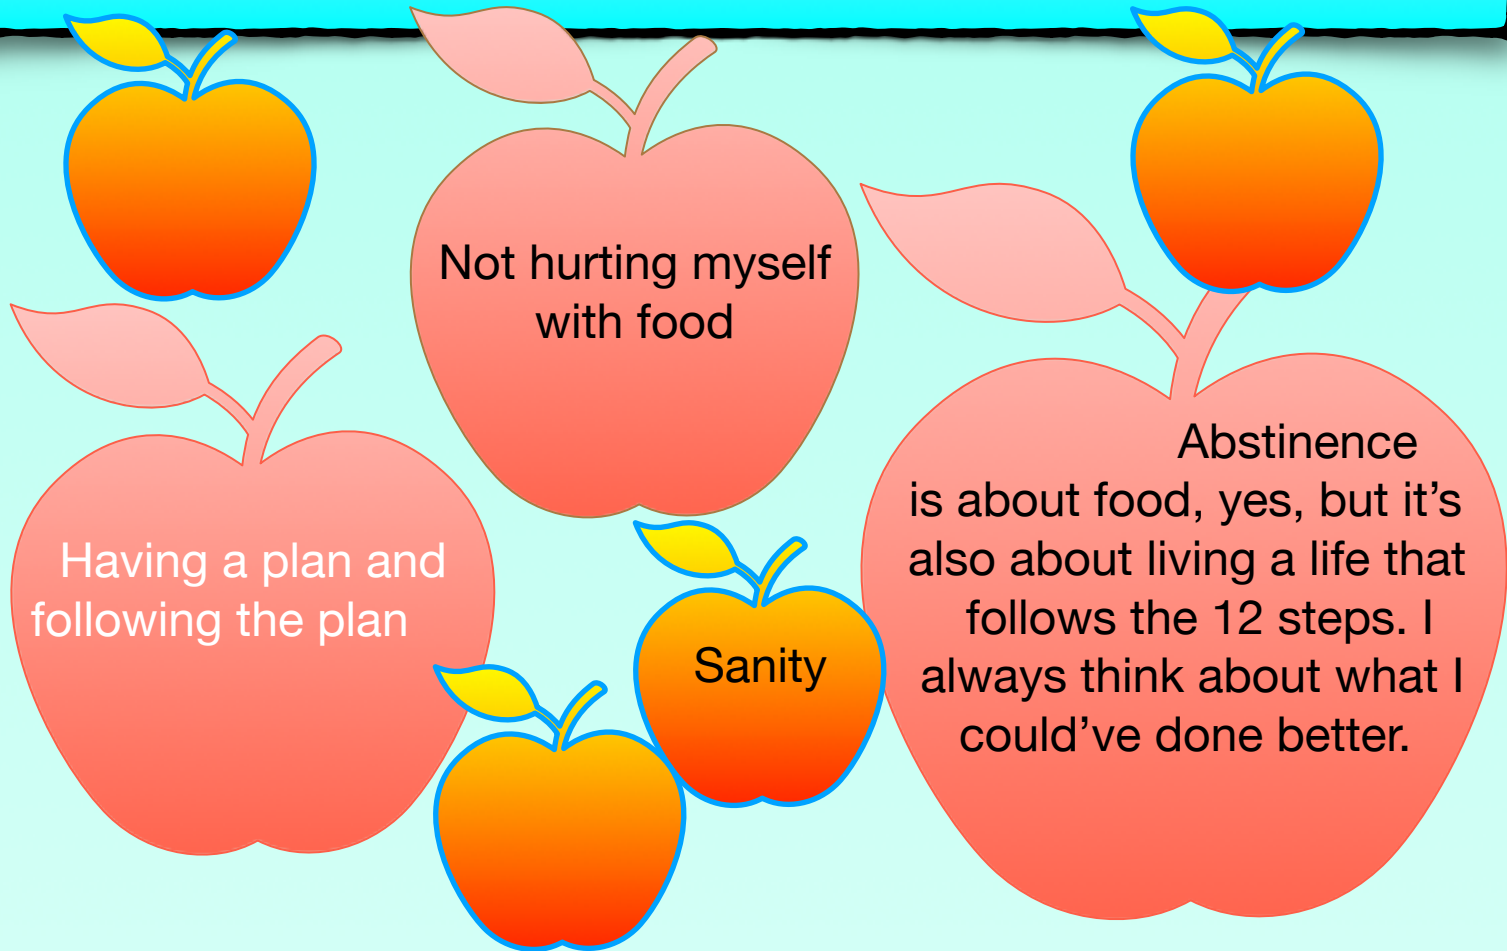 Not hurting myself
with food
Having a plan and
following the plan
Sanity
Abstinence
is about food, yes, but it’s
also about living a life that
follows the 12 steps. I
always think about what I
could’ve done better.